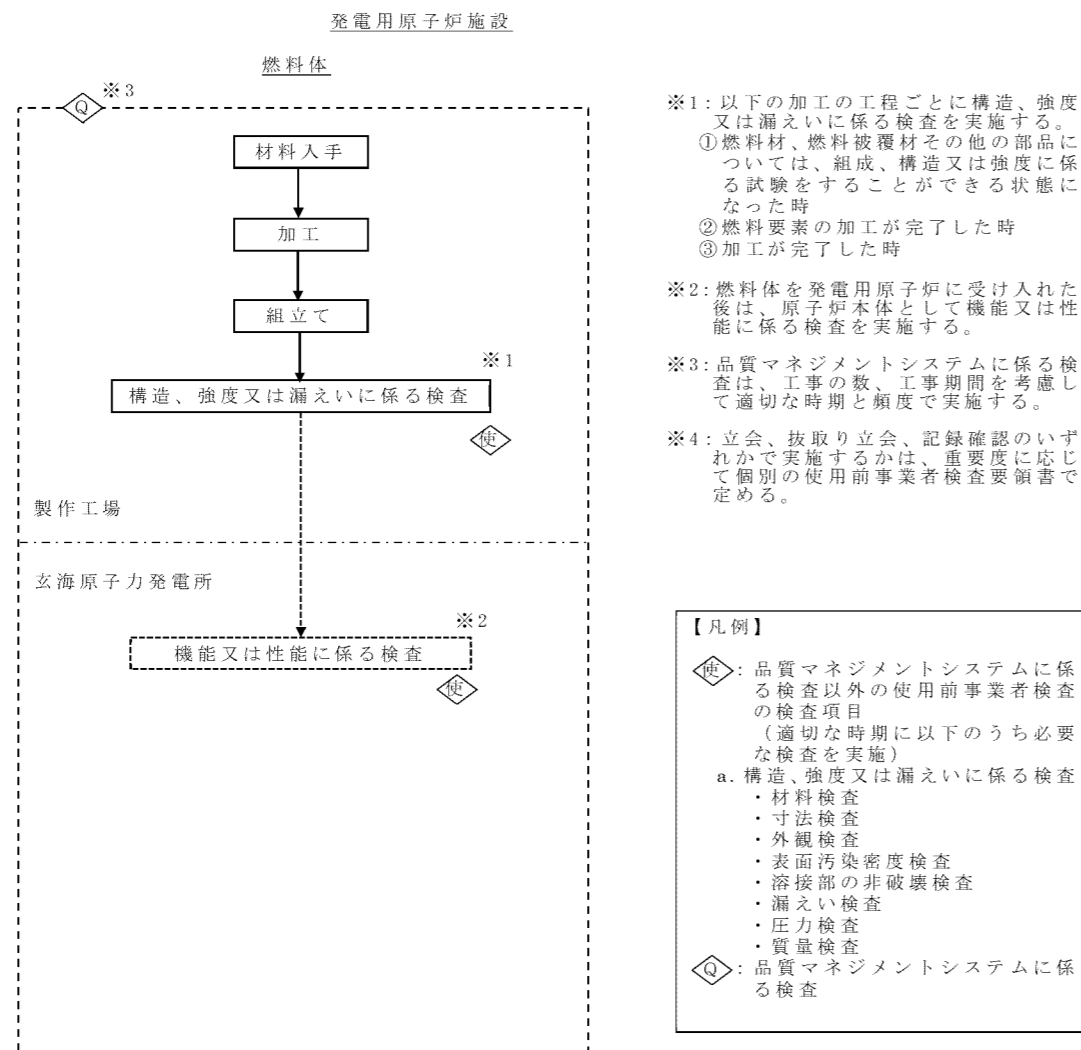 発電用原子炉施設
燃料体
Q
※3
材料入手
加工
組立て
※1
構造、強度又は漏えいに係る検査
使
製作工場
玄海原子力発電所
※2
機能又は性能に係る検査
使
※1：以下の加工の工程ごとに構造、強度
又は漏えいに係る検査を実施する。
①燃料材、燃料被覆材その他の部品に
ついては、組成、構造又は強度に係
る試験をすることができる状態に
なった時
②燃料要素の加工が完了した時
③加工が完了した時
※2：燃料体を発電用原子炉に受け入れた
後は、原子炉本体として機能又は性
能に係る検査を実施する。
※3：品質マネジメントシステムに係る検
査は、工事の数、工事期間を考慮し
て適切な時期と頻度で実施する。
※4：立会、抜取り立会、記録確認のいず
れかで実施するかは、重要度に応じ
て個別の使用前事業者検査要領書で
定める。
【凡例】
使：品質マネジメントシステムに係
る検査以外の使用前事業者検査
の検査項目
（適切な時期に以下のうち必要
な検査を実施）
a.構造、強度又は漏えいに係る検査
・材料検査
・寸法検査
・外観検査
・表面汚染密度検査
・溶接部の非破壊検査
・漏えい検査
・圧力検査
・質量検査
Q：品質マネジメントシステムに係
る検査